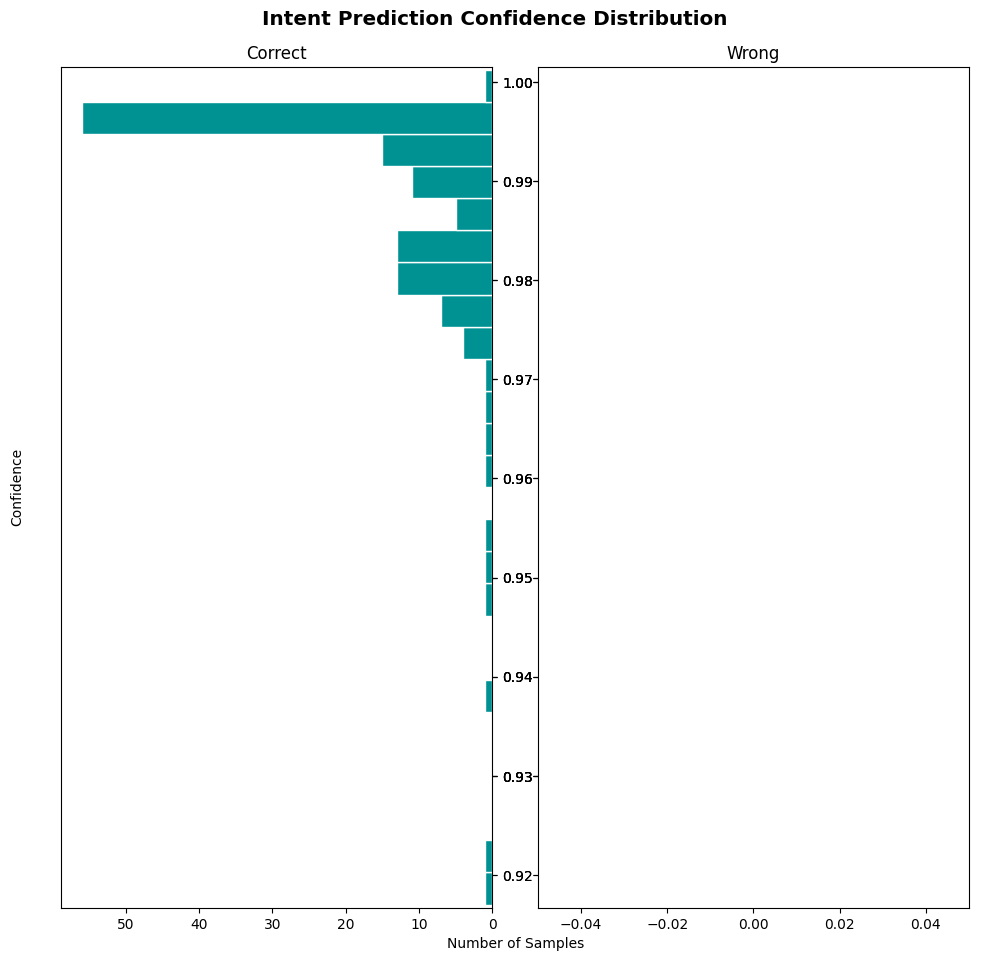 Intent Prediction Confidence Distribution
Correct
Wrong
1.00
0.99
0.98
0.97
0.96
0.95
0.94
0.93
0.92
Confidence
50 40 30 20 10 0
−0.04 −0.02 0.00 0.02 0.04
Number of Samples